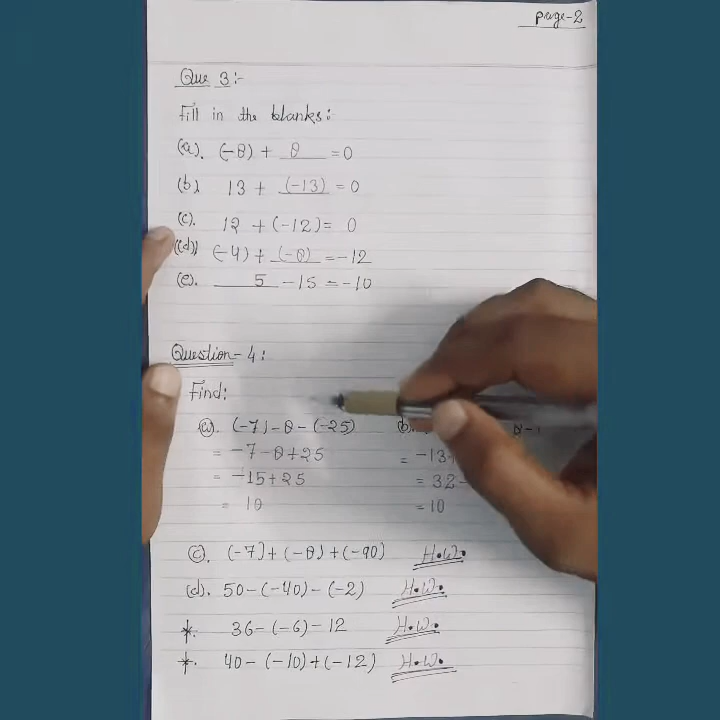 Page-2
Que 3:-
Fill in the blanks:
(a). (-8) + 8 = 0
(b) 13 + (-13) = 0
(c). 12 + (-12) = 0
(d) (-4) + (-8) = -12
(e). 5 - 15 = -10
Question-4:
Find:
(a). (-7) - 8 - (-25) (b).
= -7 - 8 + 25 = -13+
= -15 + 25 = 32-
= 10 = 10
(c). (-7) + (-8) + (-90) H.W.
(d). 50 - (-40) - (-2) H.W.
*. 36 - (-6) - 12 H.W.
*. 40 - (-10) + (-12) H.W.